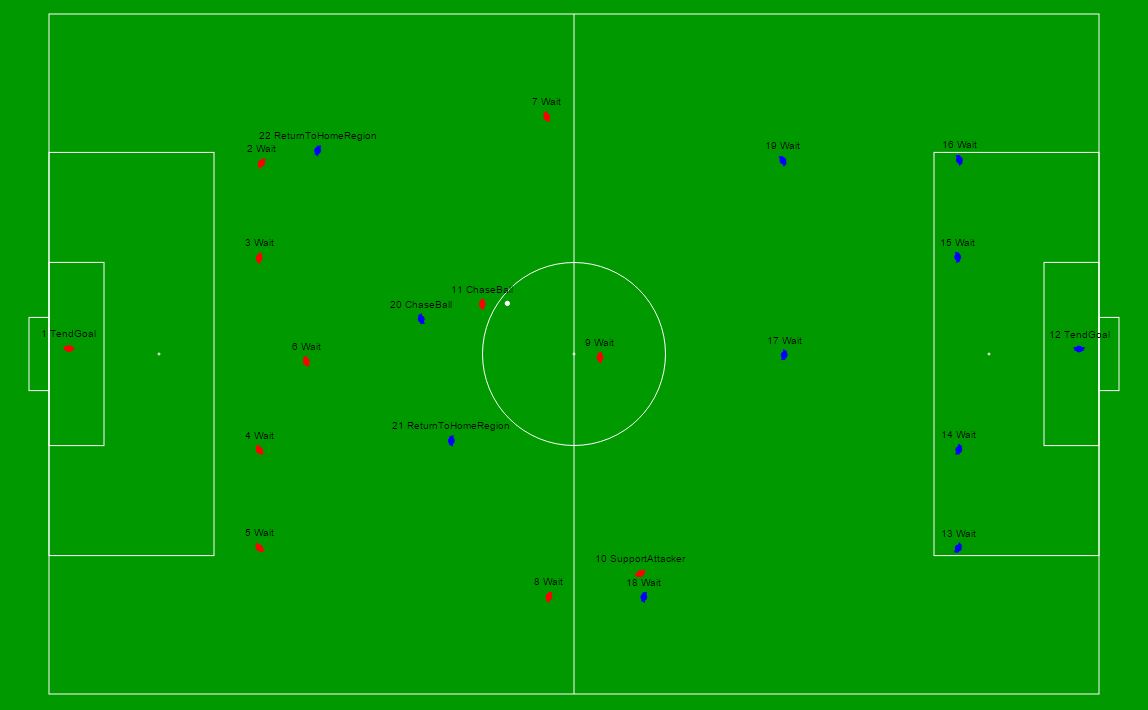 7 Wait
22 ReturnToHomeRegion
2 Wait
19 Wait
16 Wait
3 Wait
15 Wait
11 ChaseBall
20 ChaseBall
1 TendGoal
6 Wait
9 Wait
17 Wait
12 TendGoal
21 ReturnToHomeRegion
4 Wait
14 Wait
5 Wait
13 Wait
10 SupportAttacker
8 Wait
18 Wait